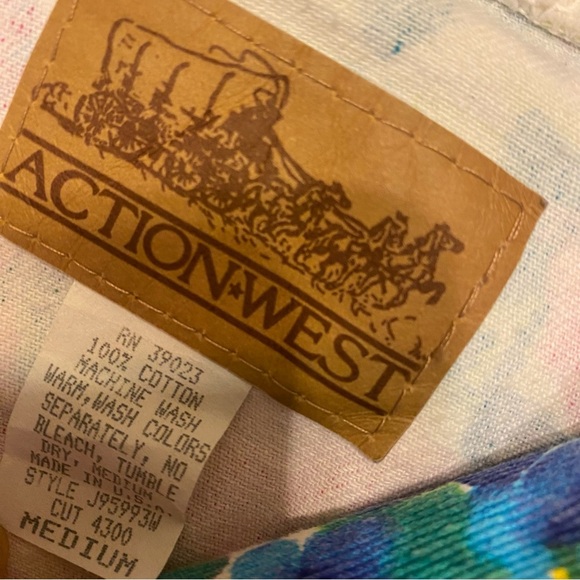 ACTION★WEST
RN 39023
100% COTTON
MACHINE WASH
WARM, WASH COLORS
SEPARATELY, NO
BLEACH, TUMBLE
DRY, MEDIUM
MADE IN U.S.A.
STYLE J95993W
CUT 4300
MEDIUM